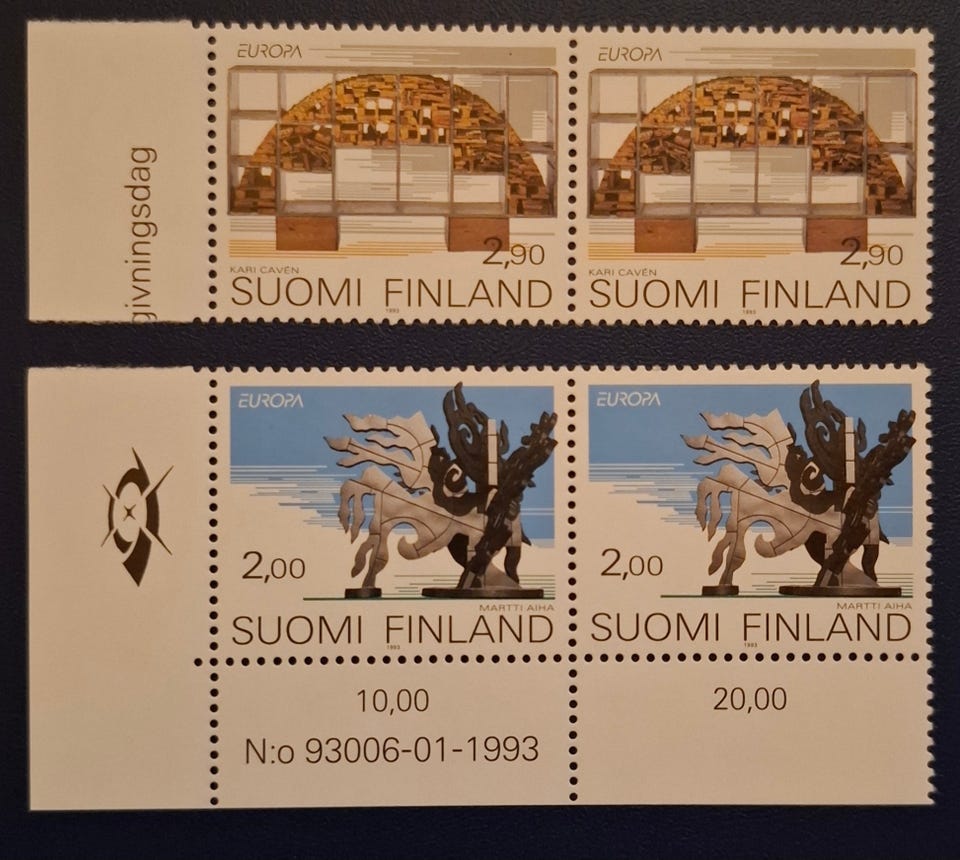 givningsdag
EUROPA
2,90
KARI CAVÉN
SUOMI FINLAND
1993
EUROPA
2,90
KARI CAVÉN
SUOMI FINLAND
1993
EUROPA
2,00
MARTTI AIHA
SUOMI FINLAND
1993
EUROPA
2,00
MARTTI AIHA
SUOMI FINLAND
1993
10,00
20,00
N:o 93006-01-1993